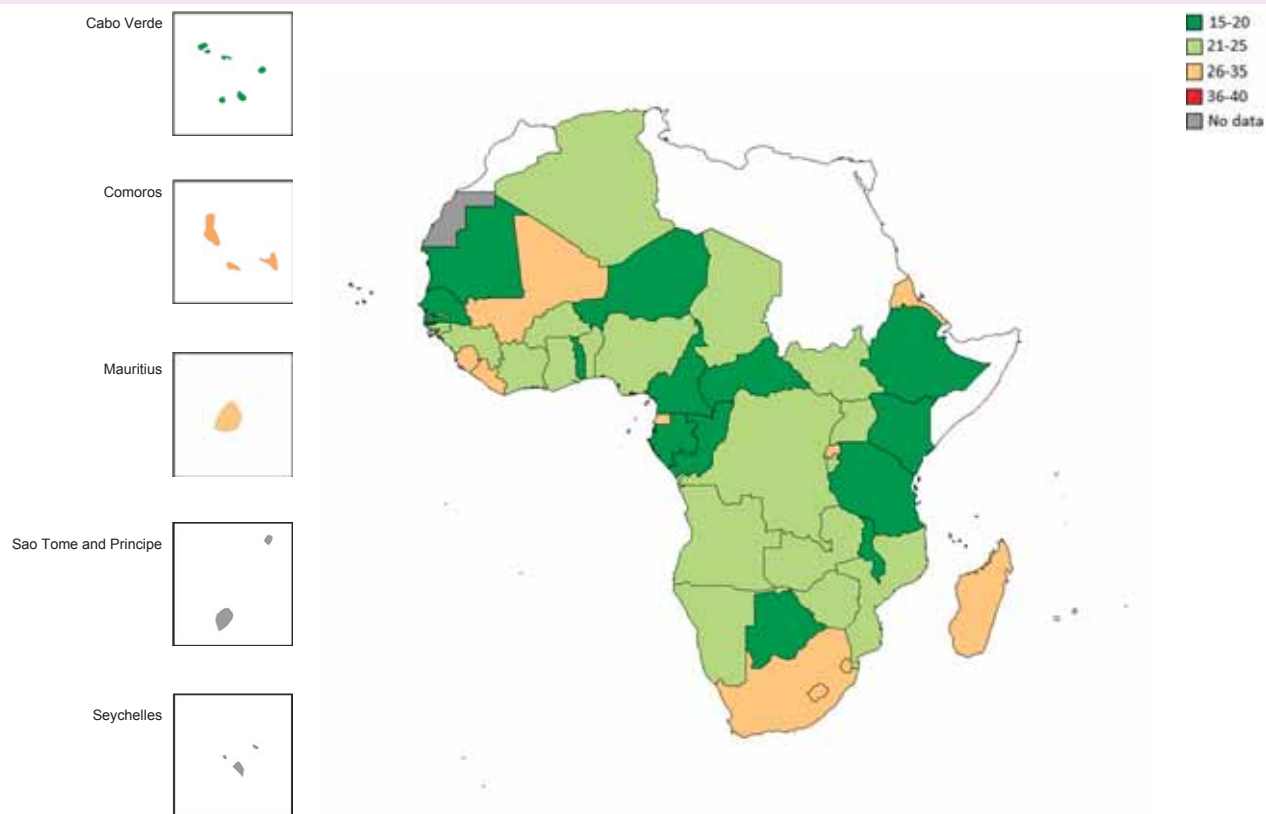 Cabo Verde
Comoros
Mauritius
Sao Tome and Principe
Seychelles
15-20
21-25
26-35
36-40
No data